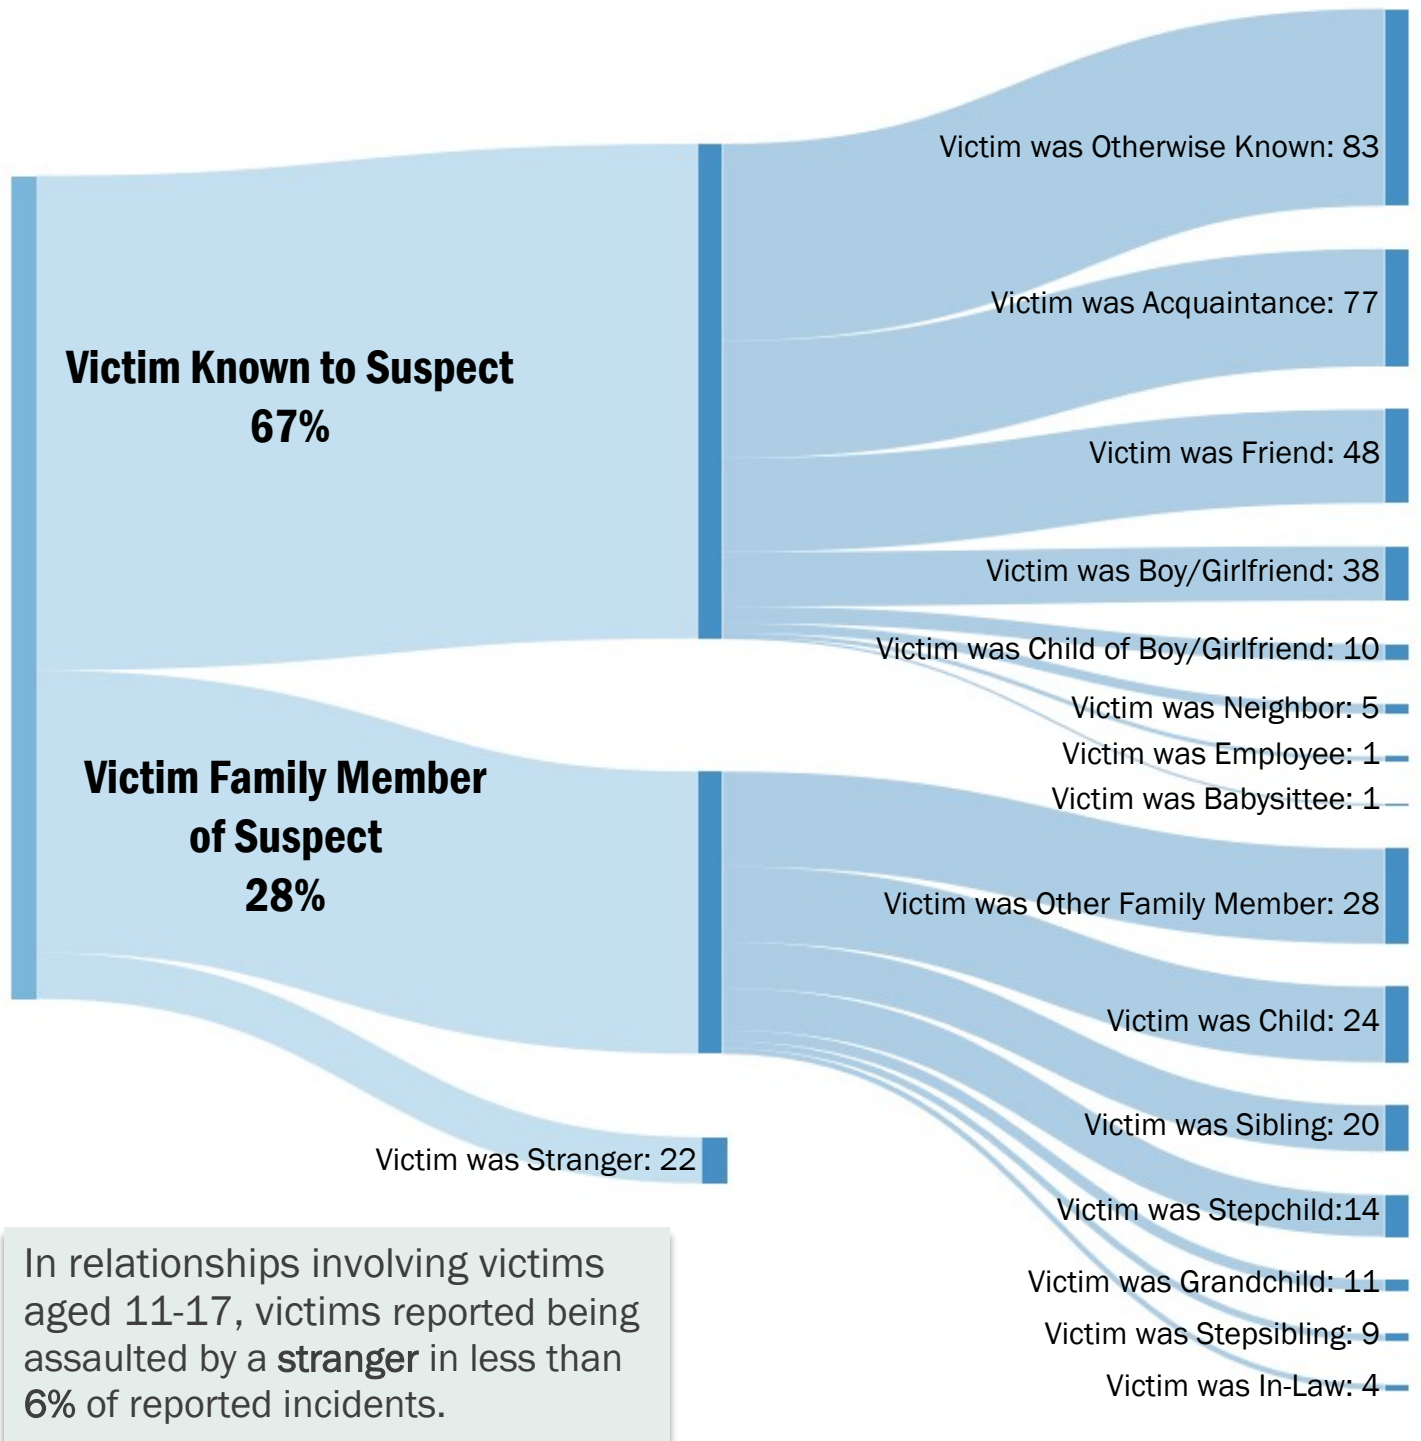 Victim was Otherwise Known: 83
Victim was Acquaintance: 77
Victim Known to Suspect
67%
Victim was Friend: 48
Victim was Boy/Girlfriend: 38
Victim was Child of Boy/Girlfriend: 10
Victim was Neighbor: 5
Victim was Employee: 1
Victim was Babysittee: 1
Victim Family Member
of Suspect
28%
Victim was Other Family Member: 28
Victim was Child: 24
Victim was Sibling: 20
Victim was Stranger: 22
Victim was Stepchild:14
Victim was Grandchild: 11
Victim was Stepsibling: 9
Victim was In-Law: 4
In relationships involving victims
aged 11-17, victims reported being
assaulted by a stranger in less than
6% of reported incidents.